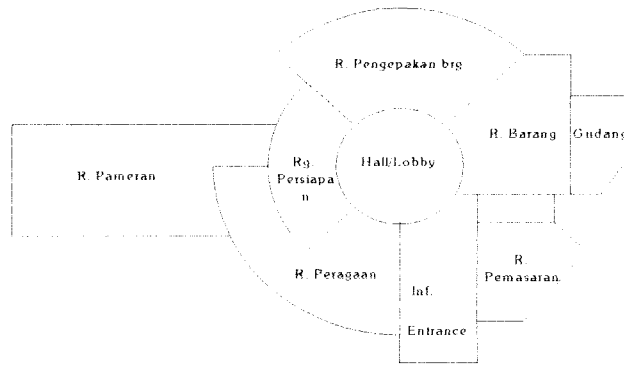 R. Pengepakan brg
R. Barang
Gudang
Hall/Lobby
R. Pameran
Rg.
Persiapa
n
R. Peragaan
Inf.
Entrance
R.
Pemasaran